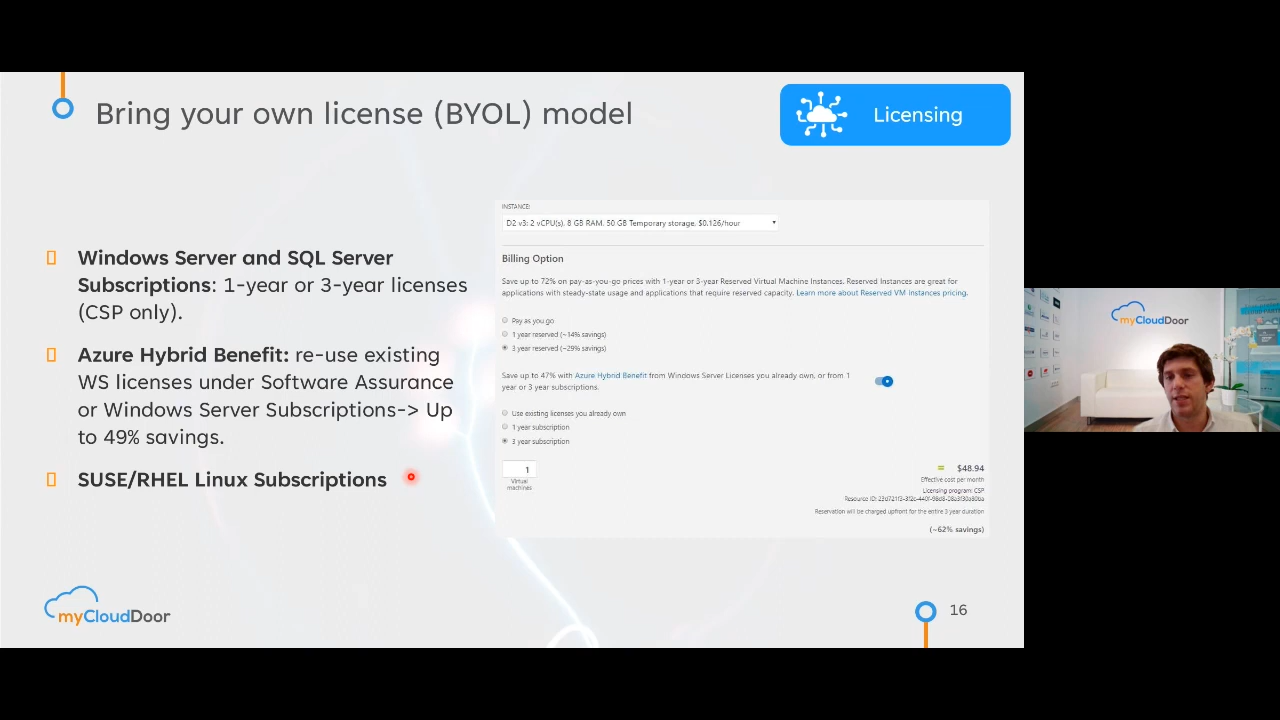 Bring your own license (BYOL) model
Licensing
Windows Server and SQL Server
Subscriptions: 1-year or 3-year licenses
(CSP only).
Azure Hybrid Benefit: re-use existing
WS licenses under Software Assurance
or Windows Server Subscriptions-> Up
to 49% savings.
SUSE/RHEL Linux Subscriptions
INSTANCE:
D2 v3: 2 vCPU(s), 8 GB RAM, 50 GB Temporary storage, $0.126/hour
Billing Option
Save up to 72% on pay-as-you-go prices with 1-year or 3-year Reserved Virtual Machine Instances. Reserved Instances are great for
applications with steady-state usage and applications that require reserved capacity. Learn more about Reserved VM Instances pricing.
Pay as you go
1 year reserved (~14% savings)
3 year reserved (~29% savings)
Save up to 47% with Azure Hybrid Benefit from Windows Server Licenses you already own, or from 1
year or 3 year subscriptions.
Use existing licenses you already own
1 year subscription
3 year subscription
1
Virtual
machines
= $48.94
Effective cost per month
Licensing program: CSP
Resource ID:
Reservation will be charged upfront for the entire 3 year duration
(~62% savings)
myCloudDoor
16
myCloudDoor